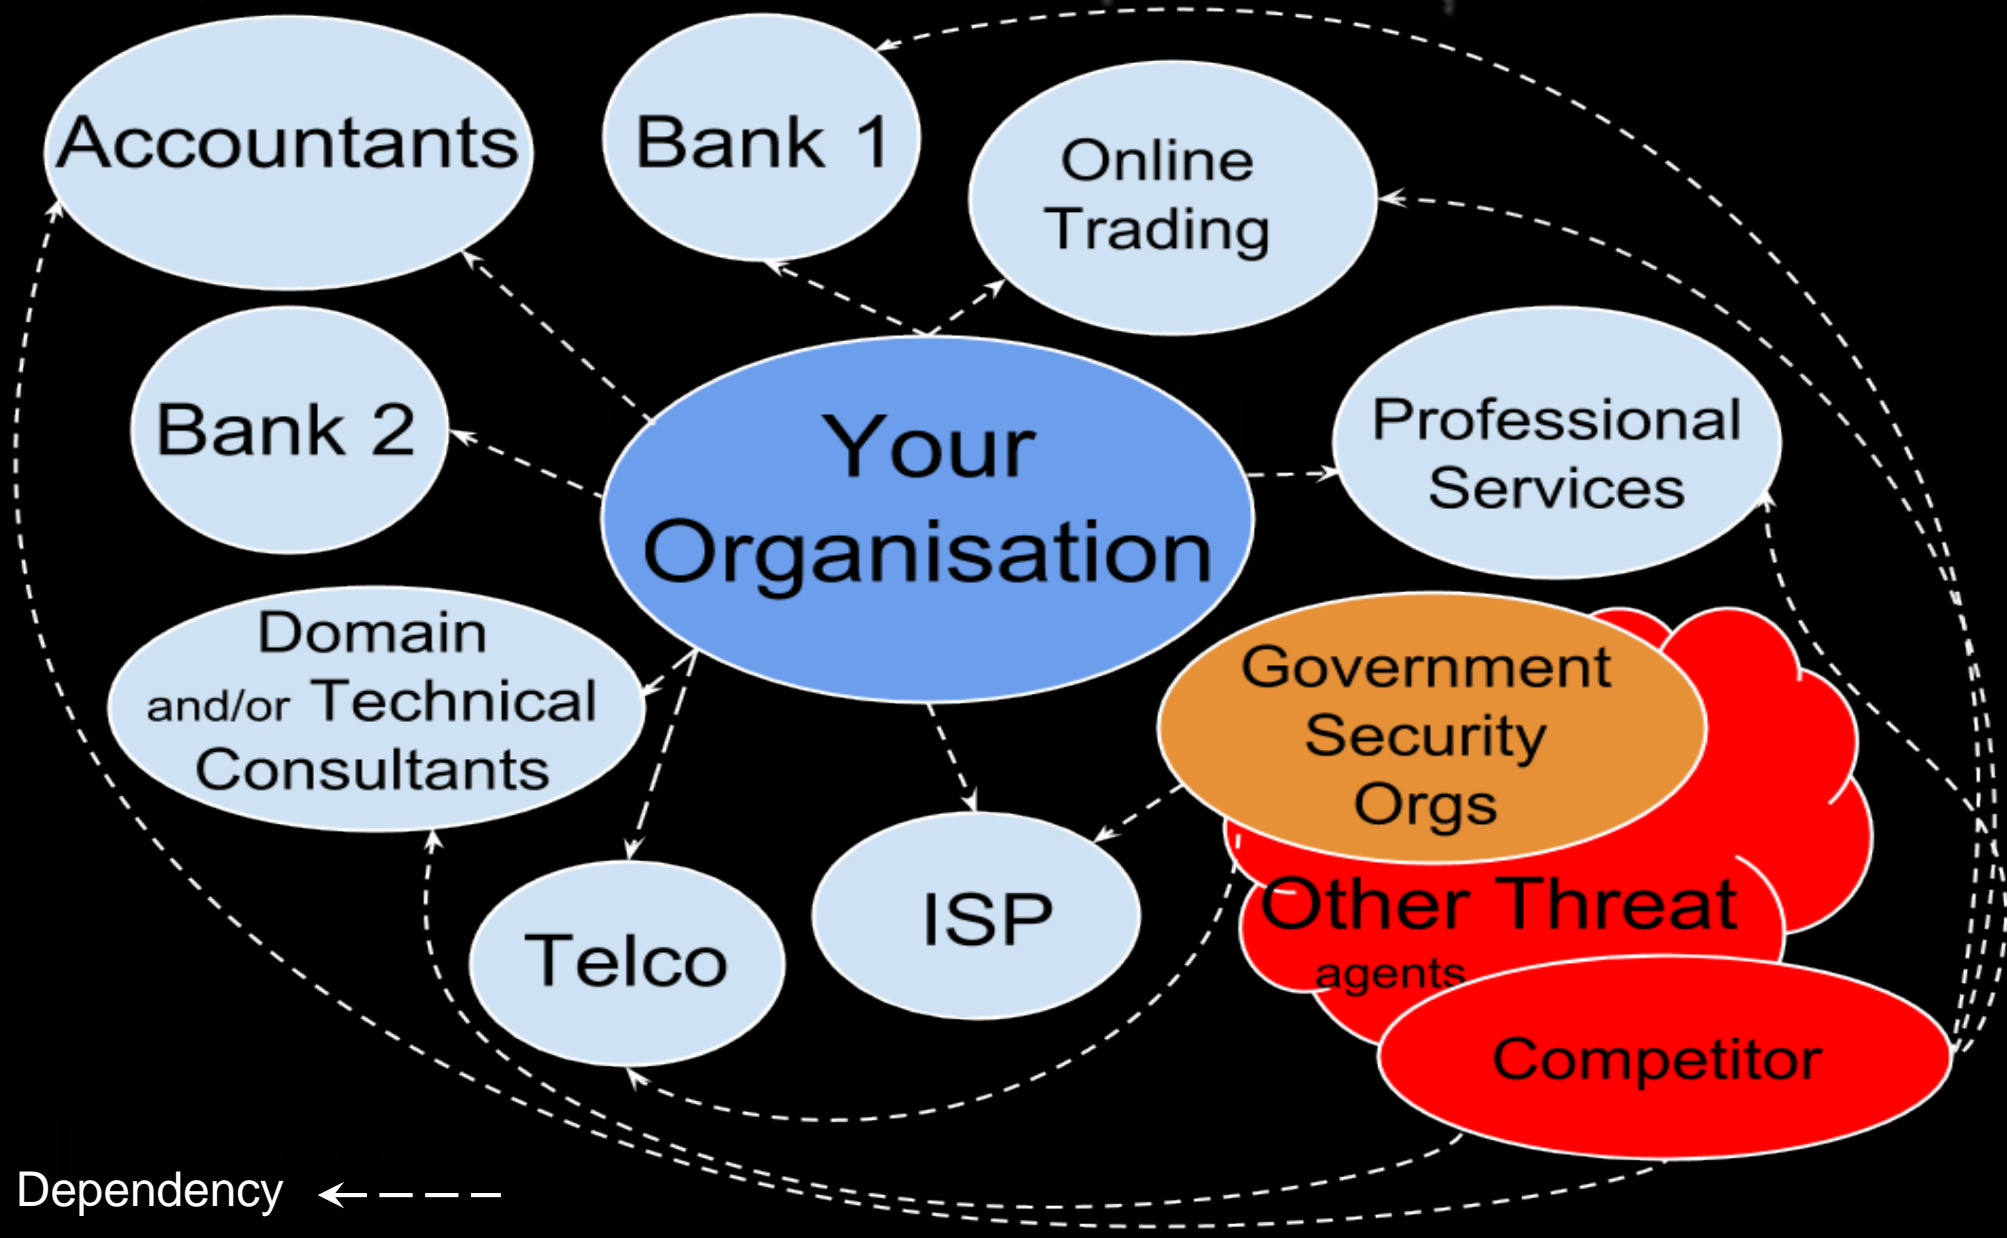 Accountants
Bank 1
Online
Trading
Bank 2
Your
Organisation
Professional
Services
Domain
and/or Technical
Consultants
Government
Security
Orgs
Telco
ISP
Other Threat
agents
Competitor
Dependency